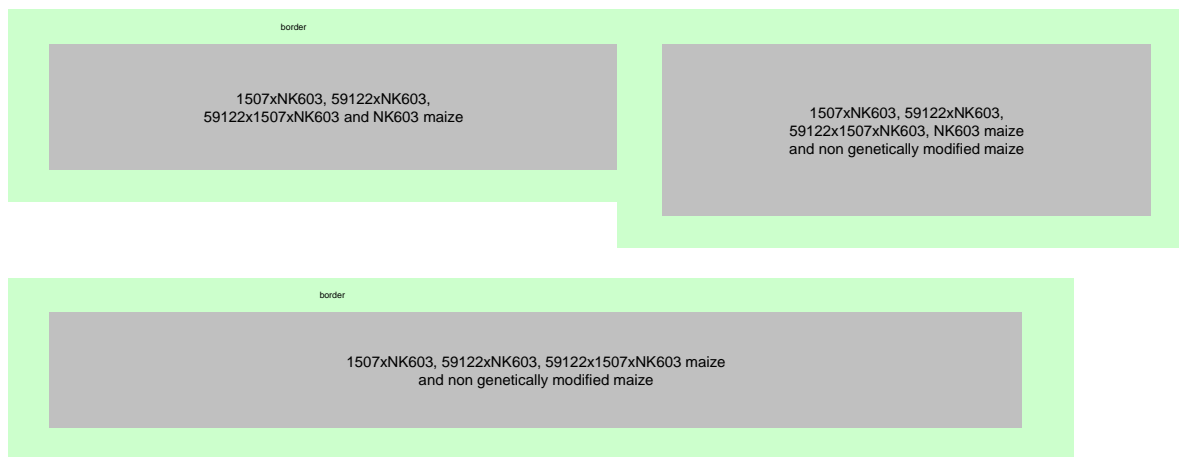 border
1507xNK603, 59122xNK603,
59122x1507xNK603 and NK603 maize
1507xNK603, 59122xNK603,
59122x1507xNK603, NK603 maize
and non genetically modified maize
border
1507xNK603, 59122xNK603, 59122x1507xNK603 maize
and non genetically modified maize